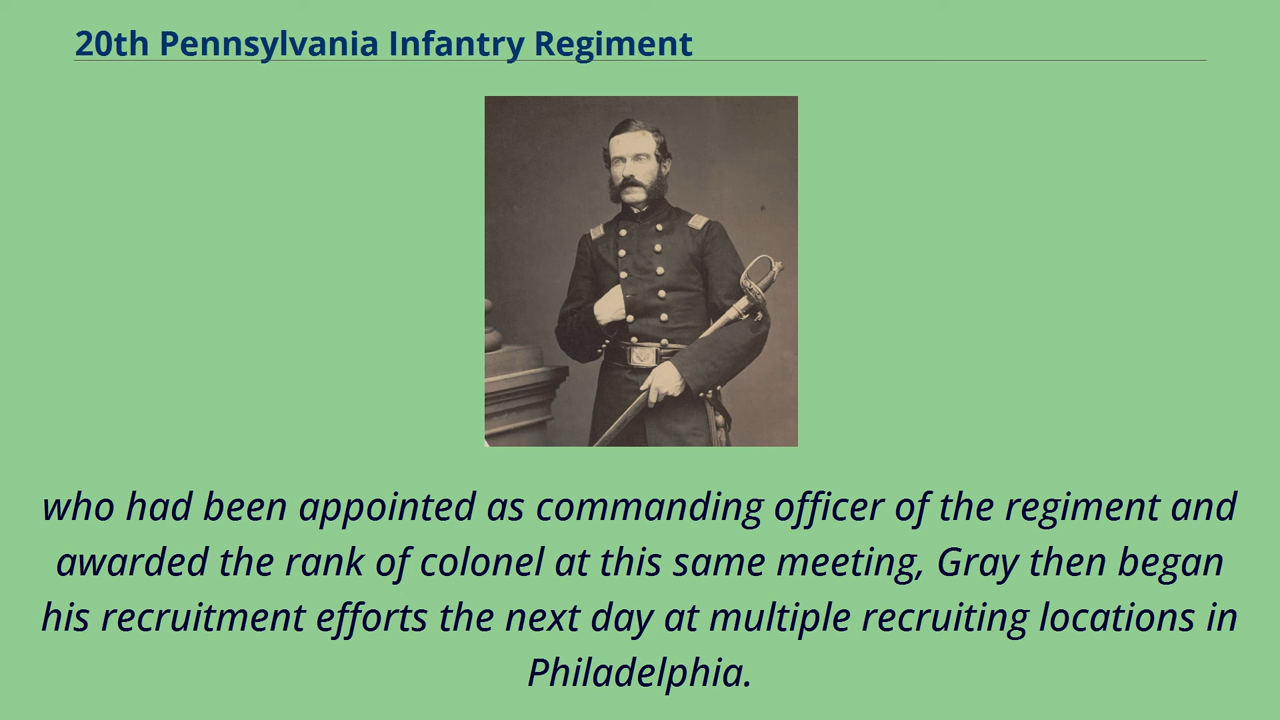 20th Pennsylvania Infantry Regiment
who had been appointed as commanding officer of the regiment and
awarded the rank of colonel at this same meeting, Gray then began
his recruitment efforts the next day at multiple recruiting locations in
Philadelphia.